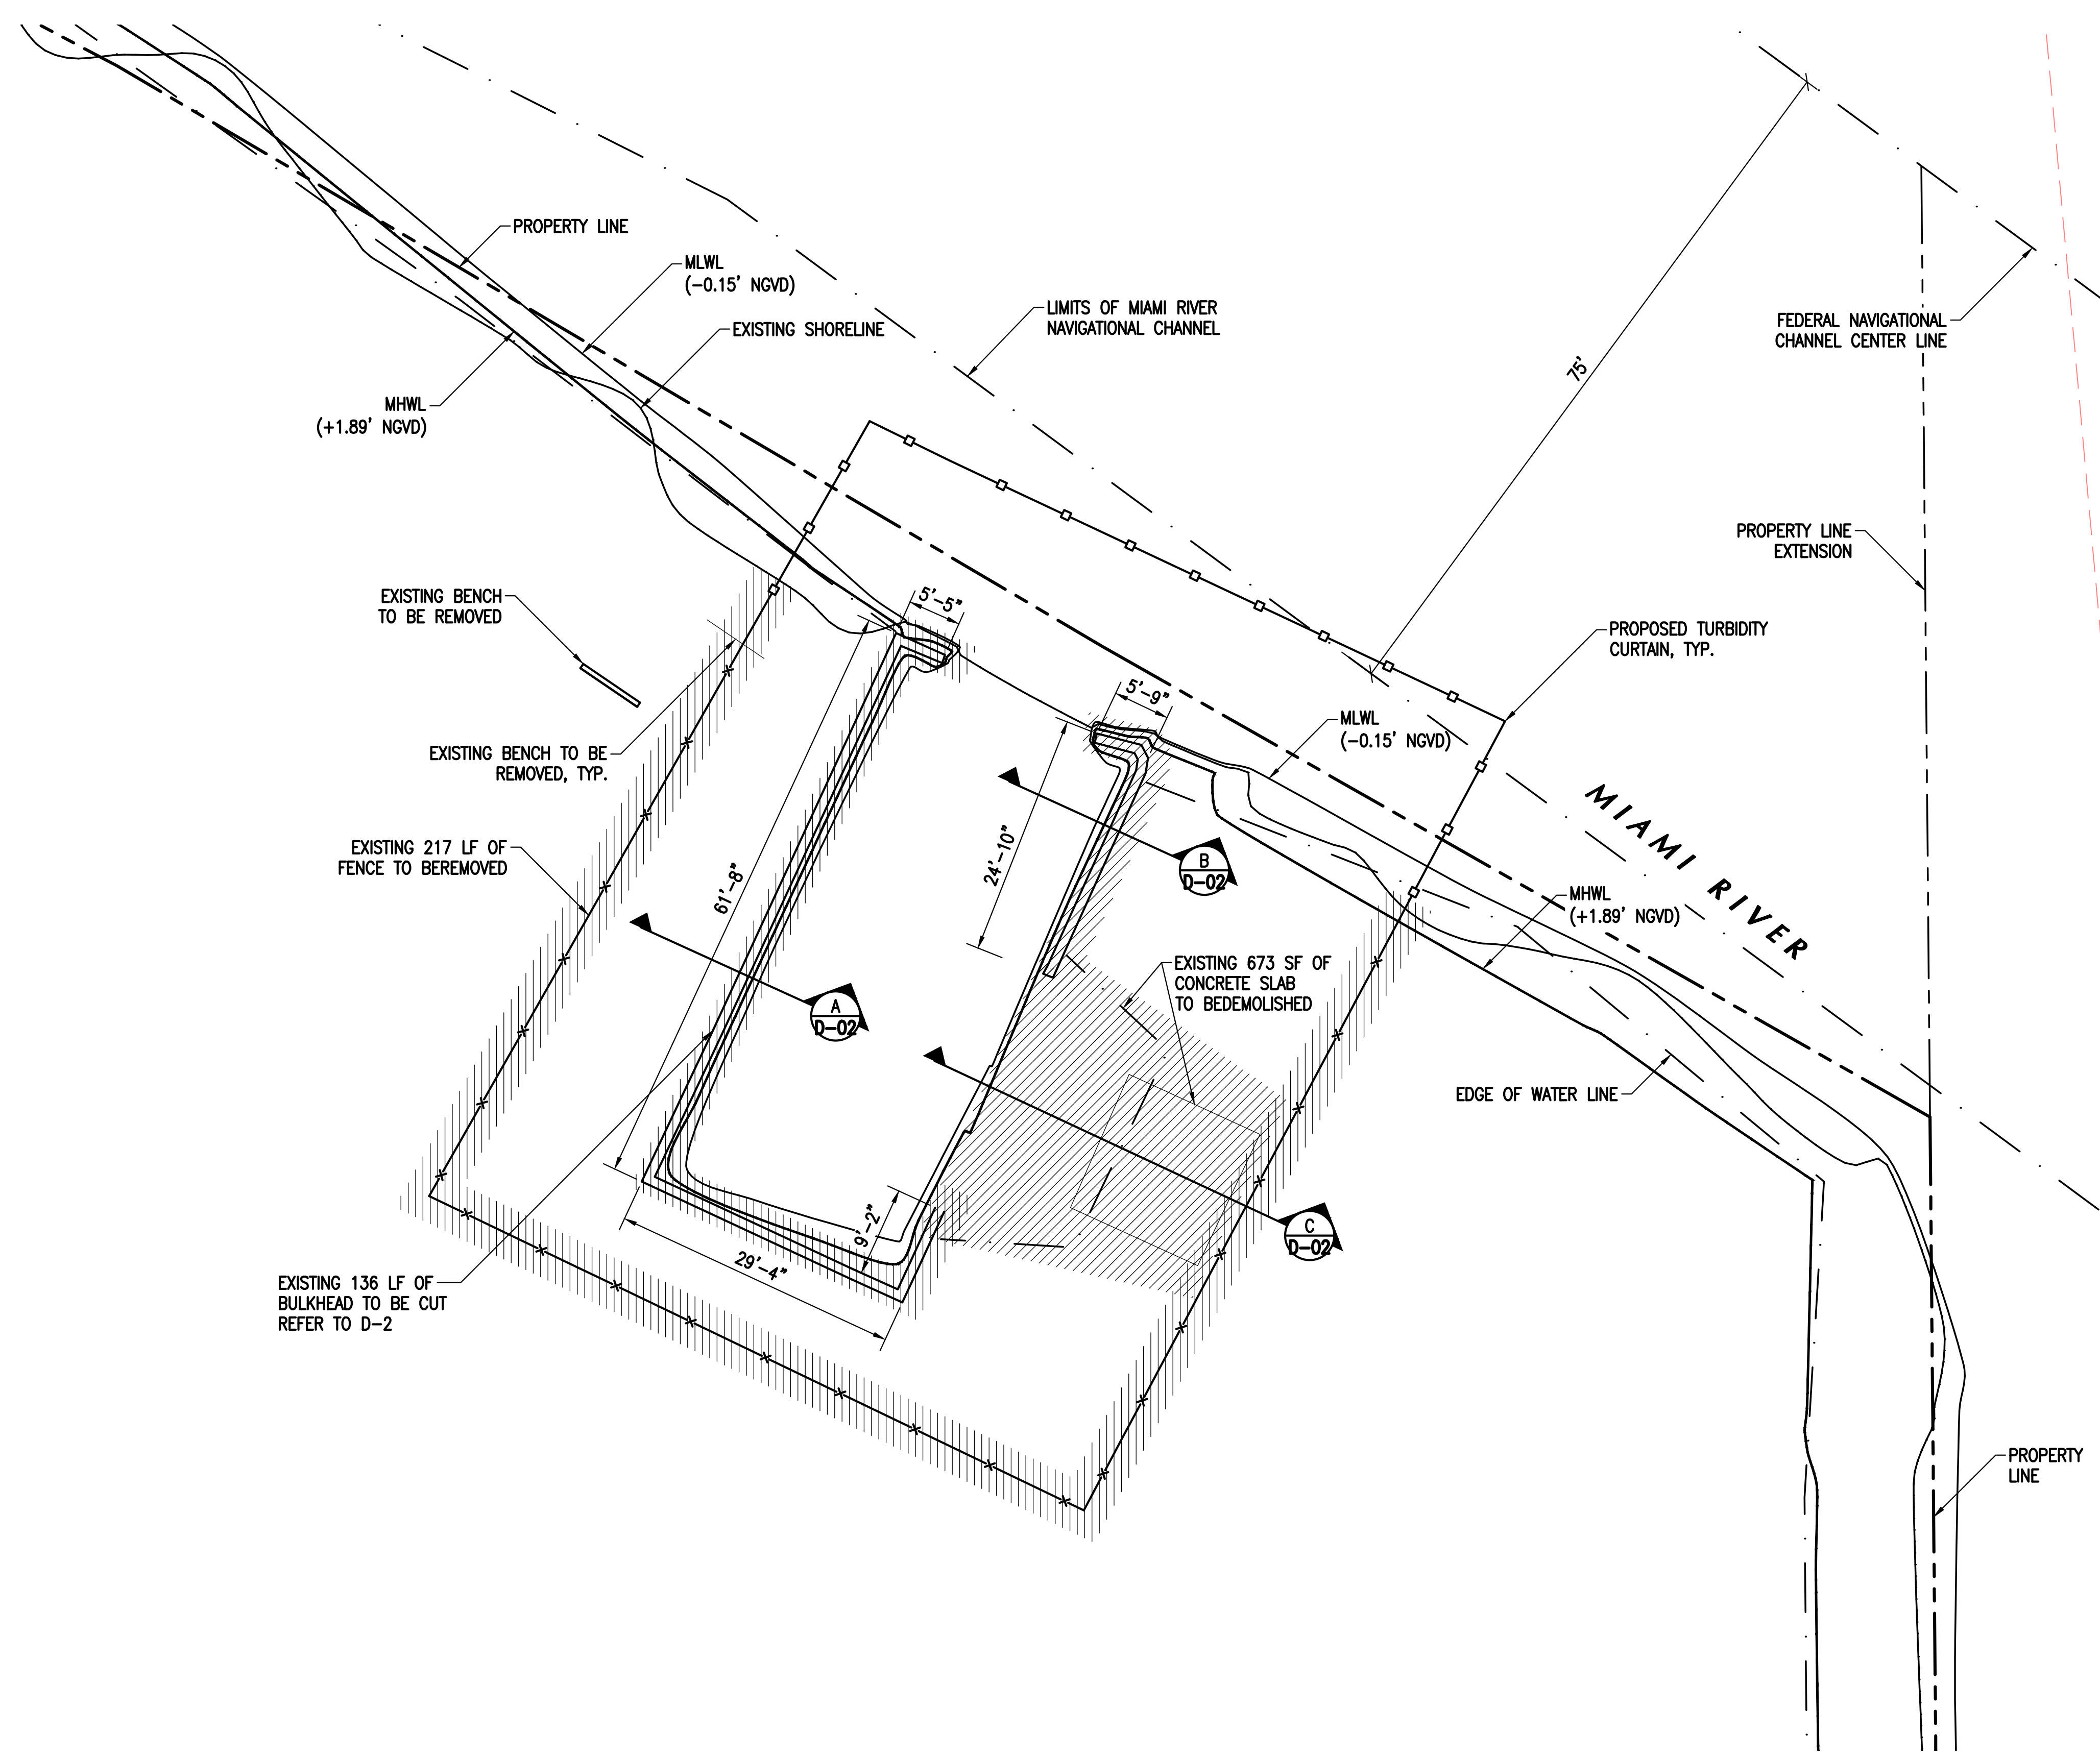 PROPERTY LINE
MLWL
(-0.15' NGVD)
EXISTING SHORELINE
LIMITS OF MIAMI RIVER
NAVIGATIONAL CHANNEL
FEDERAL NAVIGATIONAL
CHANNEL CENTER LINE
75'
MHWL
(+1.89' NGVD)
PROPERTY LINE
EXTENSION
EXISTING BENCH
TO BE REMOVED
5'-5"
PROPOSED TURBIDITY
CURTAIN, TYP.
5'-9"
MLWL
(-0.15' NGVD)
EXISTING BENCH TO BE
REMOVED, TYP.
MIAMI RIVER
24'-10"
EXISTING 217 LF OF
FENCE TO BEREMOVED
61'-8"
B
D-02
MHWL
(+1.89' NGVD)
EXISTING 673 SF OF
CONCRETE SLAB
TO BEDEMOLISHED
A
D-02
EDGE OF WATER LINE
9'-2"
C
D-02
29'-4"
EXISTING 136 LF OF
BULKHEAD TO BE CUT
REFER TO D-2
PROPERTY
LINE